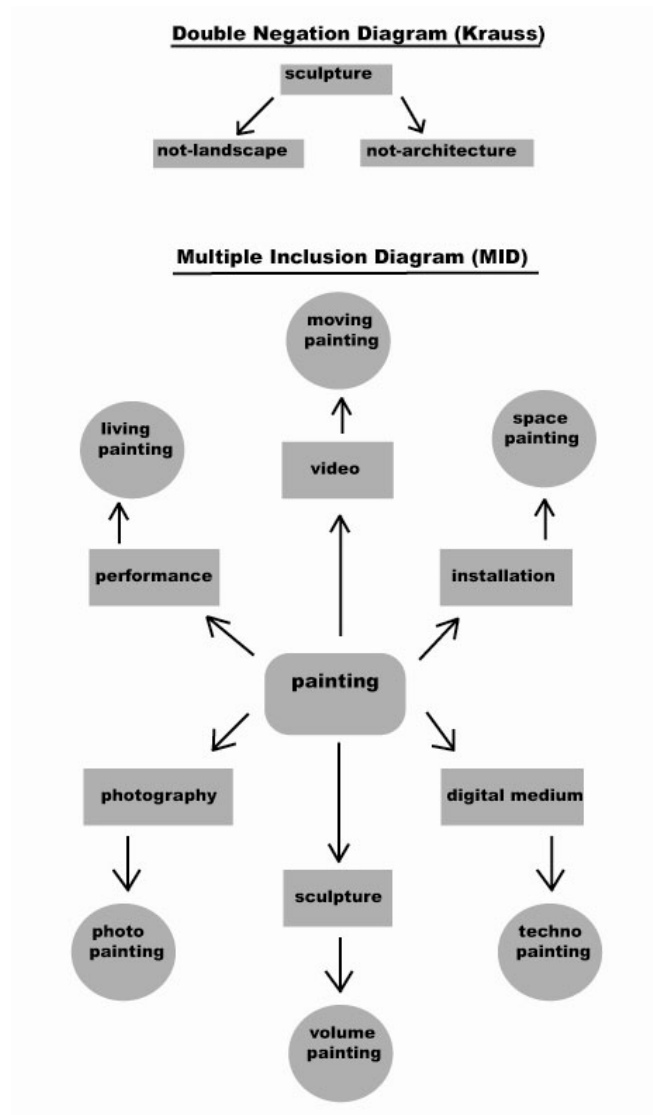 Double Negation Diagram (Krauss)
sculpture
not-landscape
not-architecture
Multiple Inclusion Diagram (MID)
moving
painting
living
painting
space
painting
video
performance
installation
painting
photography
digital medium
sculpture
photo
painting
techno
painting
volume
painting